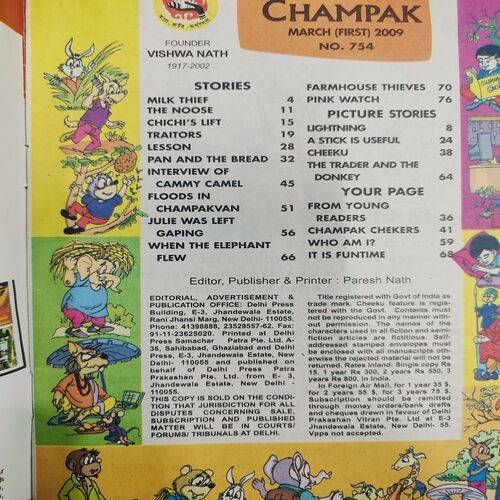 CHAMPAK
MARCH (FIRST) 2009
NO. 754
FOUNDER
VISHWA NATH
1917-2002
STORIES
MILK THIEF 4
THE NOOSE 11
CHICHI'S LIFT 15
TRAITORS 19
LESSON 28
PAN AND THE BREAD 32
INTERVIEW OF
CAMMY CAMEL 45
FLOODS IN
CHAMPAKVAN 51
JULIE WAS LEFT
GAPING 56
WHEN THE ELEPHANT
FLEW 66
FARMHOUSE THIEVES 70
PINK WATCH 76
PICTURE STORIES
LIGHTNING 8
A STICK IS USEFUL 24
CHEEKU 38
THE TRADER AND THE
DONKEY 64
YOUR PAGE
FROM YOUNG
READERS 36
CHAMPAK CHEKERS 41
WHO AM I? 59
IT IS FUNTIME 68
Editor, Publisher & Printer : Paresh Nath
EDITORIAL, ADVERTISEMENT &
PUBLICATION OFFICE: Delhi Press
Building, E-3, Jhandewala Estate,
Rani Jhansi Marg, New Delhi- 110055.
Phone: 41398888, 23529557-62. Fax:
91-11-23625020. Printed at Delhi
Press Samachar Patra Pte. Ltd. A-
36, Sahibabad, Ghaziabad and Delhi
Press, E-3, Jhandewala Estate, New
Delhi- 110055 and published on
behalf of Delhi Press Patra
Prakashan Pte. Ltd. from E- 3,
Jhandewala Estate, New Delhi -
110055.
THIS COPY IS SOLD ON THE CONDI-
TION THAT JURISDICTION FOR ALL
DISPUTES CONCERNING SALE,
SUBSCRIPTION AND PUBLISHED
MATTER WILL BE IN COURTS/
FORUMS/ TRIBUNALS AT DELHI.
Title registered with Govt of India as
trade mark. Cheeku feature is regis-
tered with the Govt. Contents must
not be reproduced in any manner with-
out permission. The names of the
characters used in all fiction and semi-
fiction articles are fictitious. Self-
addressed stamped envelopes must
be enclosed with all manuscripts oth-
erwise the rejected material will not be
returned. Rates Inland: Single copy Rs
15. 1 year Rs 300, 2 years Rs 550, 3
years Rs 800, in India.
In Foreign Air Mail, for 1 year 35 $,
for 2 years 55 $, for 3 years 75 $.
Subscription should be remitted
through money orders/bank drafts
and cheques drawn in favour of Delhi
Prakashan Vitran Pte. Ltd at E-3
Jhandewala Estate, New Delhi- 55.
Vpps not accepted.